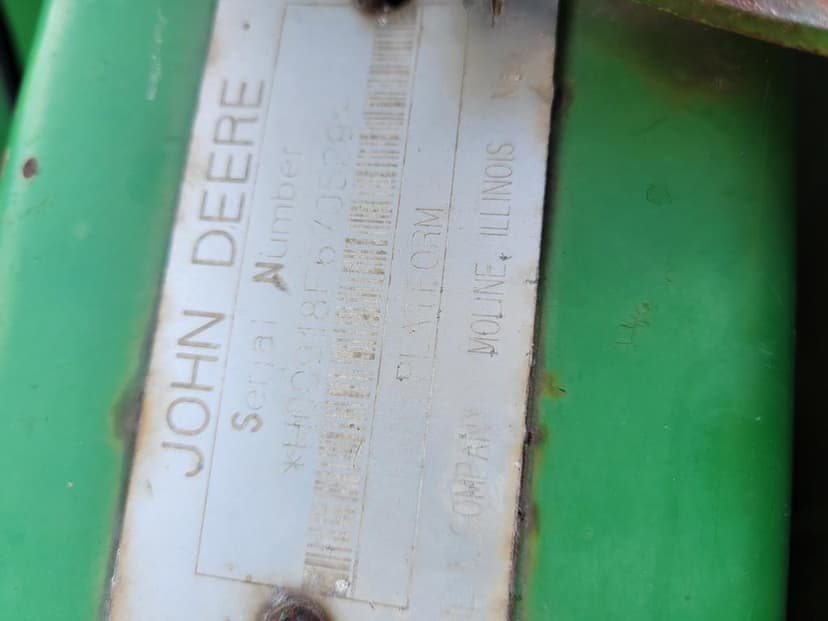 JOHN DEERE
Serial Number
PLATFORM
COMPANY MOLINE, ILLINOIS